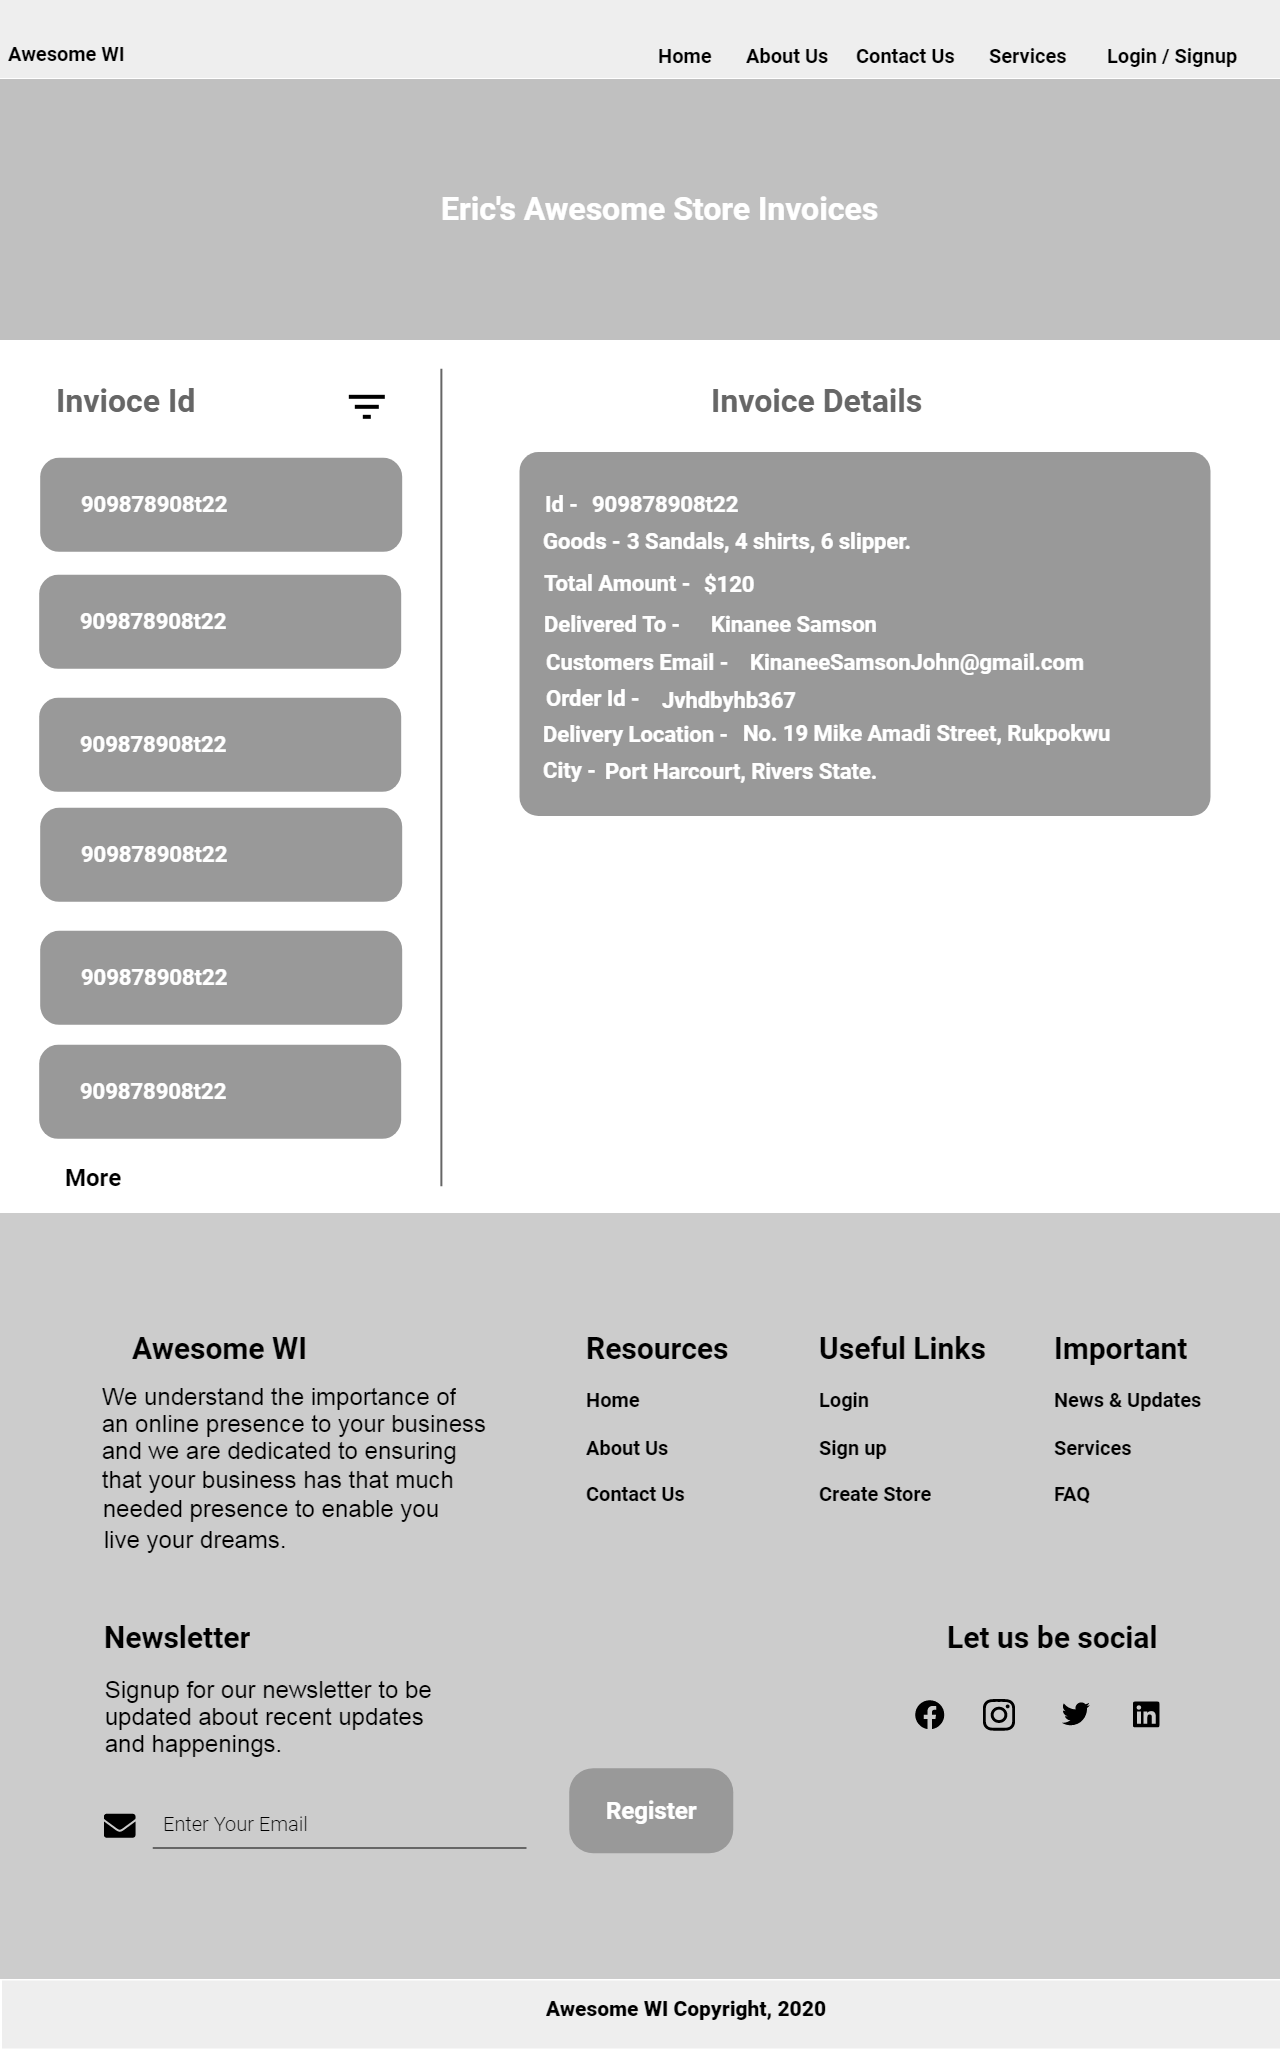 Awesome WI
Home About Us Contact Us Services Login / Signup
Eric's Awesome Store Invoices
Invioce Id
909878908t22
909878908t22
909878908t22
909878908t22
909878908t22
909878908t22
More
Invoice Details
Id - 909878908t22
Goods - 3 Sandals, 4 shirts, 6 slipper.
Total Amount - $120
Delivered To - Kinanee Samson
Customers Email - KinaneeSamsonJohn@gmail.com
Order Id - Jvhdbyhb367
Delivery Location - No. 19 Mike Amadi Street, Rukpokwu
City - Port Harcourt, Rivers State.
Awesome WI
We understand the importance of
an online presence to your business
and we are dedicated to ensuring
that your business has that much
needed presence to enable you
live your dreams.
Resources
Home
About Us
Contact Us
Useful Links
Login
Sign up
Create Store
Important
News & Updates
Services
FAQ
Newsletter
Signup for our newsletter to be
updated about recent updates
and happenings.
Enter Your Email
Register
Let us be social
Awesome WI Copyright, 2020